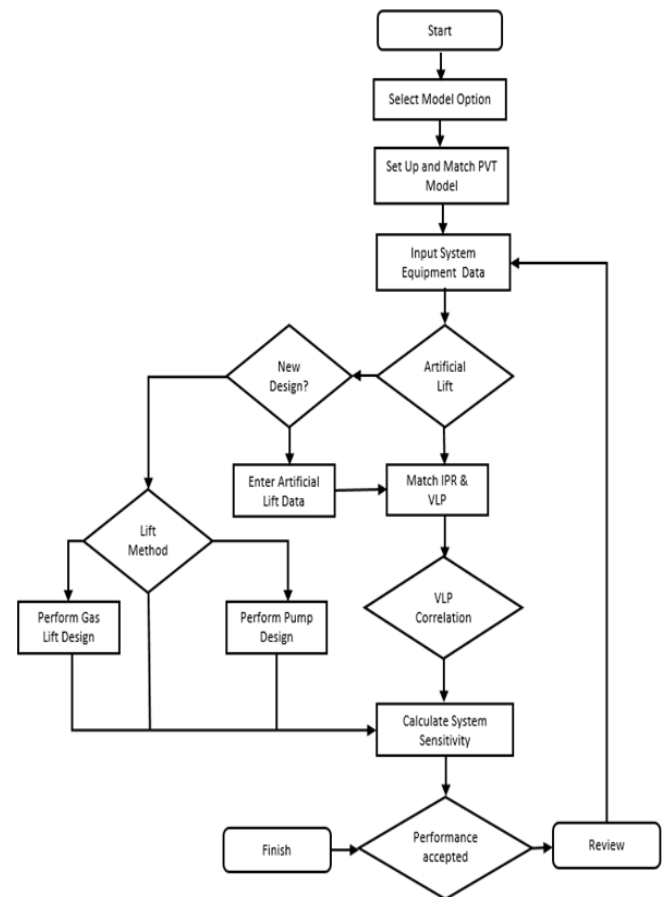 Start
Select Model Option
Set Up and Match PVT
Model
Input System
Equipment Data
New
Design?
Artificial
Lift
Enter Artificial
Lift Data
Match IPR &
VLP
Lift
Method
Perform Gas
Lift Design
Perform Pump
Design
VLP
Correlation
Calculate System
Sensitivity
Finish
Performance
accepted
Review